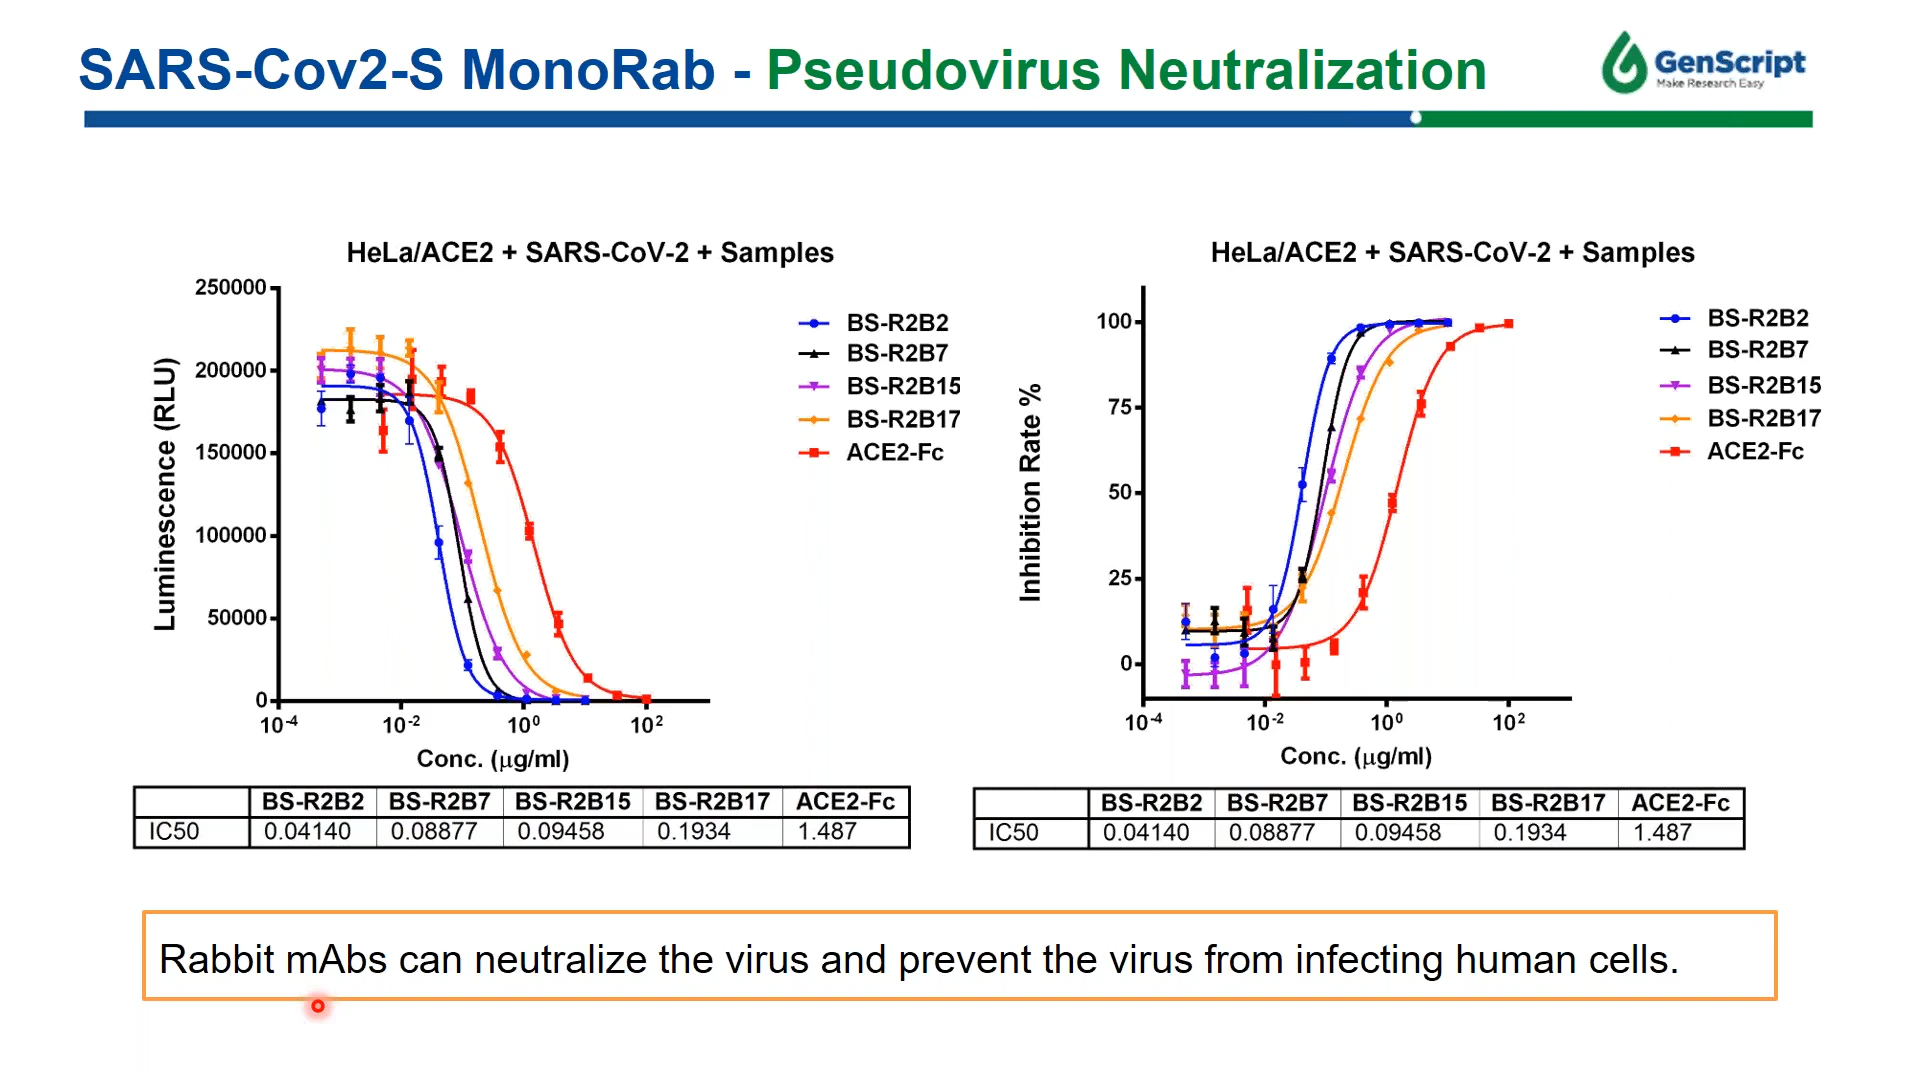 SARS-Cov2-S MonoRab - Pseudovirus Neutralization
GenScript
Make Research Easy
HeLa/ACE2 + SARS-CoV-2 + Samples
250000
200000
150000
100000
50000
0
Luminescence (RLU)
10-4
10-2
100
102
Conc. (μg/ml)
BS-R2B2
BS-R2B7
BS-R2B15
BS-R2B17
ACE2-Fc
BS-R2B2 BS-R2B7 BS-R2B15 BS-R2B17 ACE2-Fc
IC50 0.04140 0.08877 0.09458 0.1934 1.487
HeLa/ACE2 + SARS-CoV-2 + Samples
100
75
50
25
0
Inhibition Rate %
10-4
10-2
100
102
Conc. (μg/ml)
BS-R2B2
BS-R2B7
BS-R2B15
BS-R2B17
ACE2-Fc
BS-R2B2 BS-R2B7 BS-R2B15 BS-R2B17 ACE2-Fc
IC50 0.04140 0.08877 0.09458 0.1934 1.487
Rabbit mAbs can neutralize the virus and prevent the virus from infecting human cells.